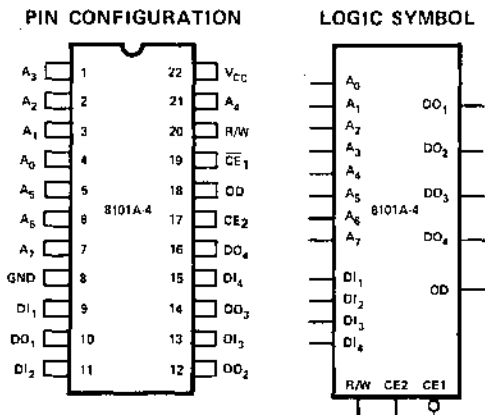 PIN CONFIGURATION
A3 1 22 VCC
A2 2 21 A4
A1 3 20 R/W
A0 4 19 C̅E̅1
A5 5 18 OD
A6 6 17 CE2
A7 7 16 DO4
GND 8 15 DI4
DI1 9 14 DO3
DO1 10 13 DI3
DI2 11 12 DO2
8101A-4
LOGIC SYMBOL
A0
A1
A2
A3
A4
A5
A6
A7
DI1
DI2
DI3
DI4
8101A-4
DO1
DO2
DO3
DO4
OD
R/W CE2 CE1